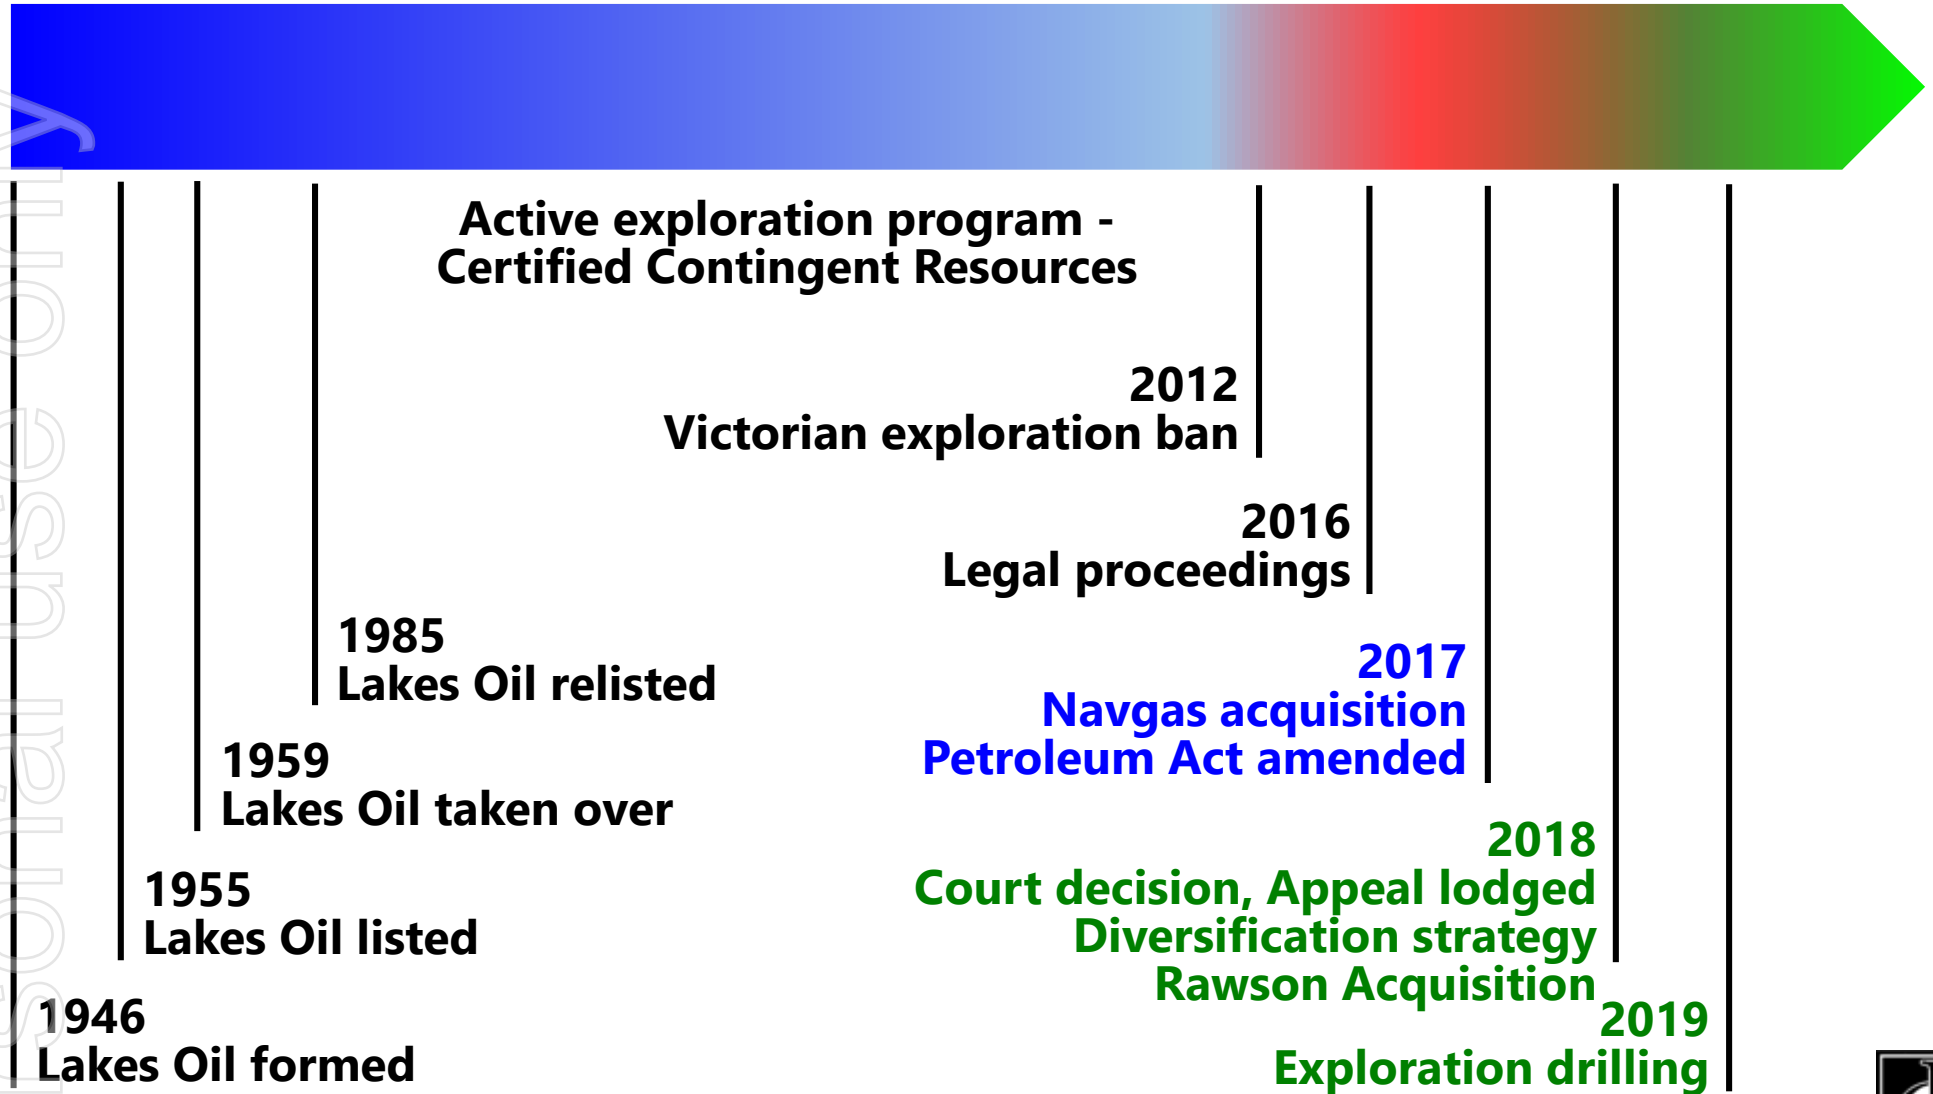 Active exploration program -
Certified Contingent Resources
2012
Victorian exploration ban
2016
Legal proceedings
1985
Lakes Oil relisted
2017
Navgas acquisition
Petroleum Act amended
1959
Lakes Oil taken over
2018
Court decision, Appeal lodged
Diversification strategy
Rawson Acquisition
1955
Lakes Oil listed
2019
Exploration drilling
1946
Lakes Oil formed
use only